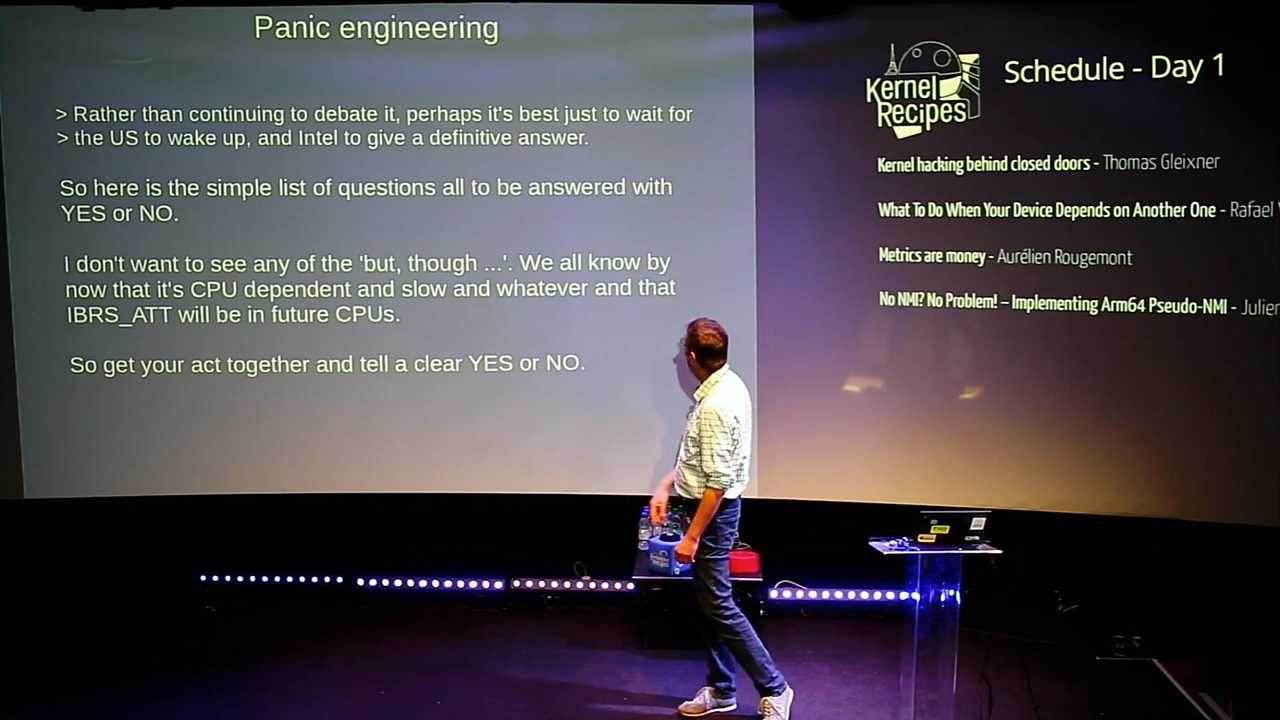 Panic engineering
> Rather than continuing to debate it, perhaps it's best just to wait for
> the US to wake up, and Intel to give a definitive answer.
So here is the simple list of questions all to be answered with
YES or NO.
I don't want to see any of the 'but, though ...'. We all know by
now that it's CPU dependent and slow and whatever and that
IBRS_ATT will be in future CPUs.
So get your act together and tell a clear YES or NO.
Kernel
Recipes
Schedule - Day 1
Kernel hacking behind closed doors - Thomas Gleixner
What To Do When Your Device Depends on Another One - Rafael
Metrics are money - Aurélien Rougemont
No NMI? No Problem! – Implementing Arm64 Pseudo-NMI - Julien